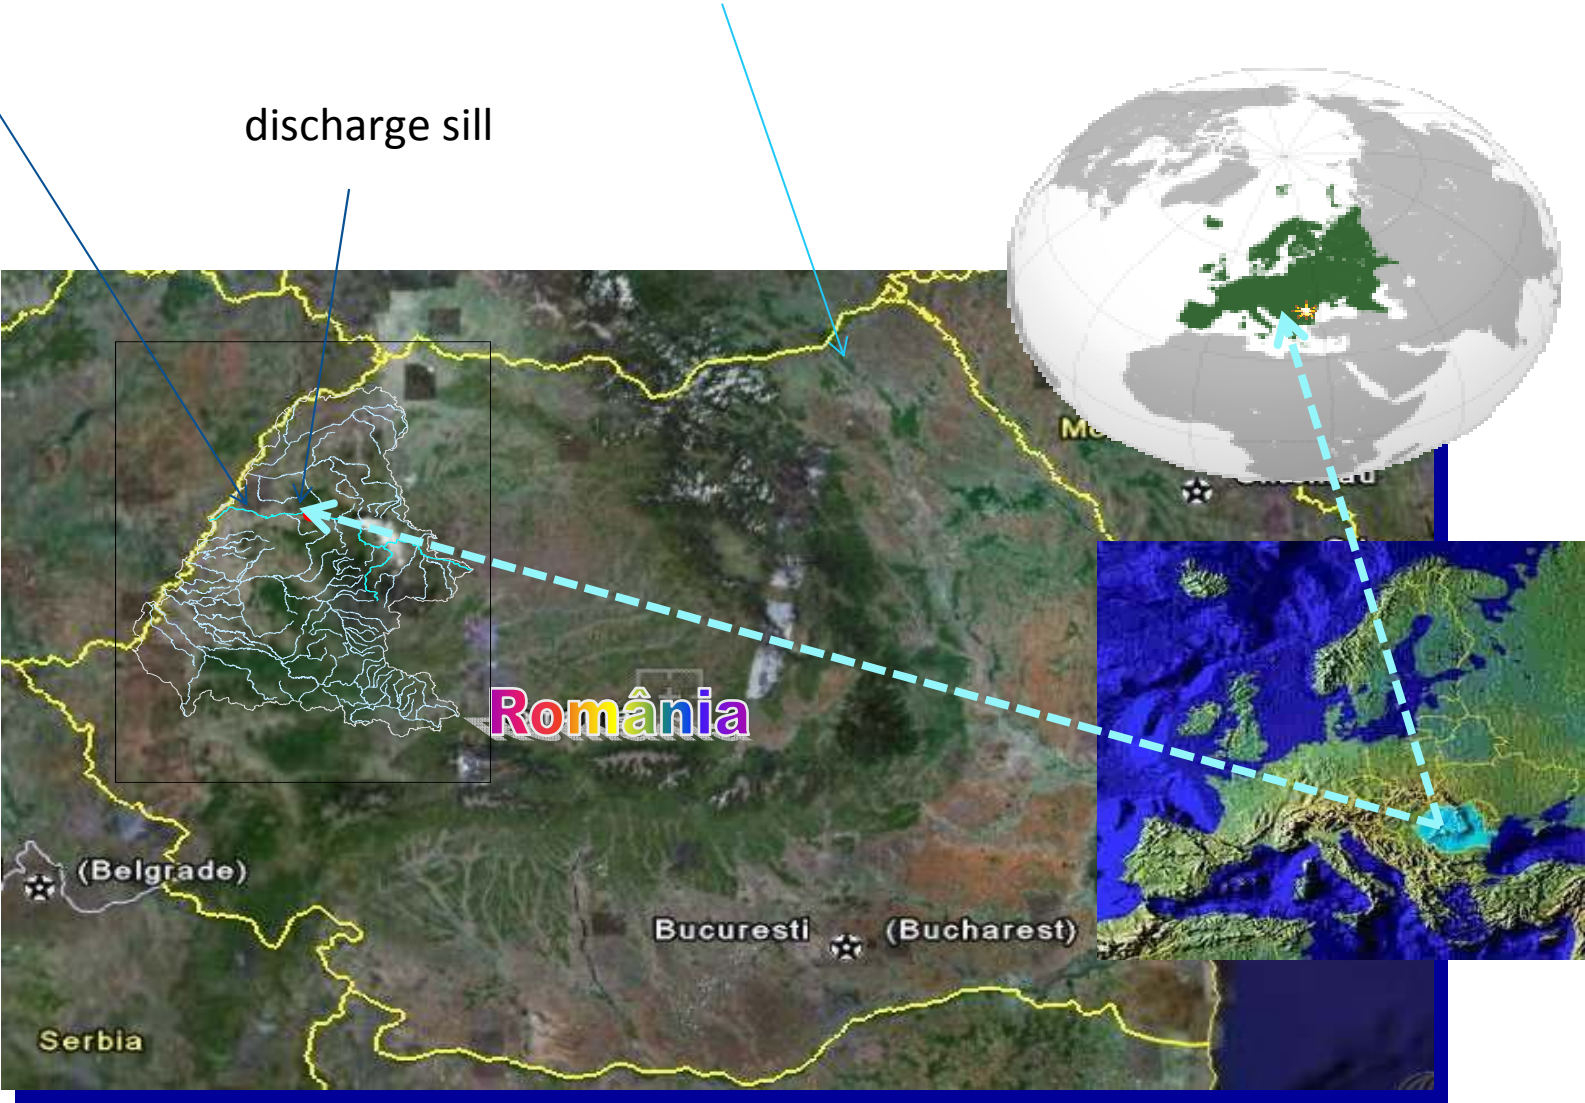 discharge sill
România
(Belgrade)
Bucuresti
(Bucharest)
Serbia